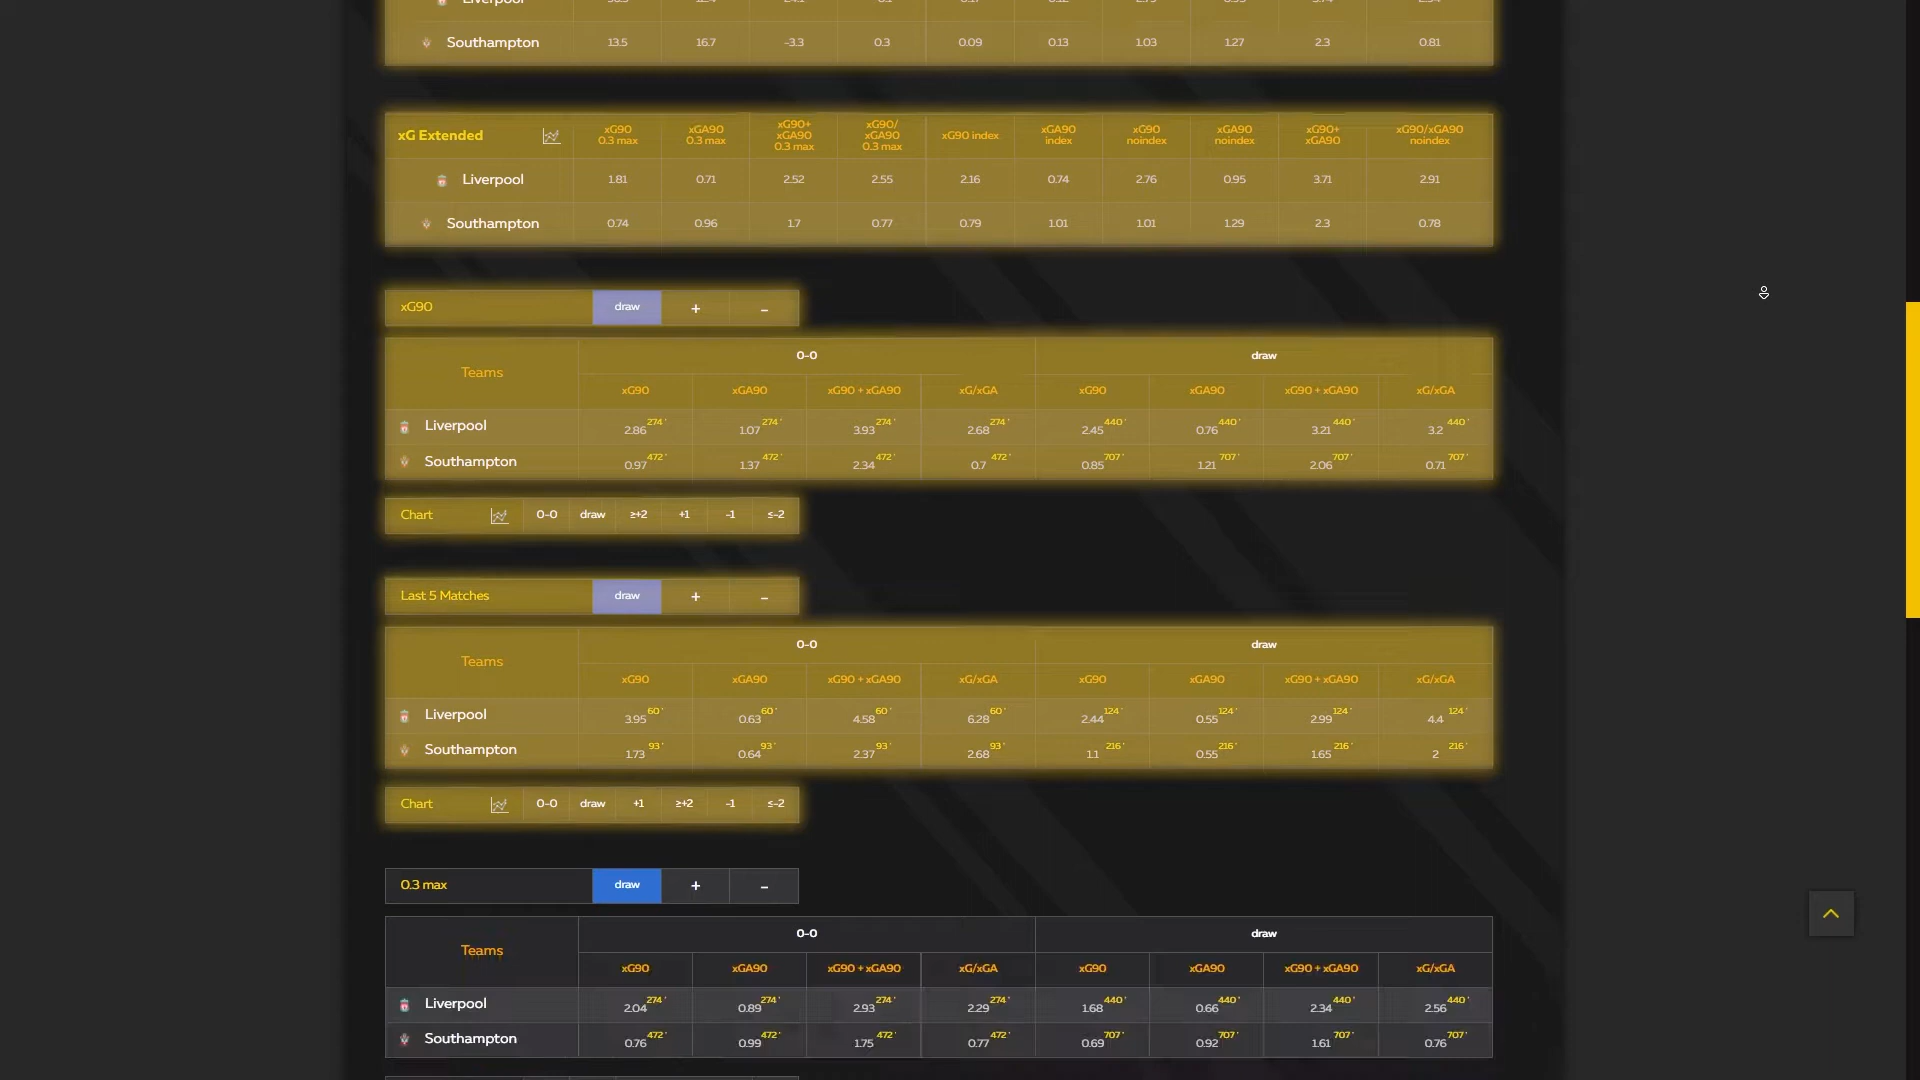 Liverpool
Southampton 13.5 16.7 -3.3 0.3 0.09 0.13 1.03 1.27 2.3 0.81
xG Extended xG90 0.3 max xGA90 0.3 max xG90+ xGA90 0.3 max xG90/ xGA90 0.3 max xG90 index xGA90 index xG90 noindex xGA90 noindex xG90+ xGA90 xG90/xGA90 noindex
Liverpool 1.81 0.71 2.52 2.55 2.16 0.74 2.76 0.95 3.71 2.91
Southampton 0.74 0.96 1.7 0.77 0.79 1.01 1.01 1.29 2.3 0.78
xG90 draw + -
Teams 0-0 draw
xG90 xGA90 xG90 + xGA90 xG/xGA xG90 xGA90 xG90 + xGA90 xG/xGA
Liverpool 2.86 274' 1.07 274' 3.93 274' 2.68 274' 2.45 440' 0.76 440' 3.21 440' 3.2 440'
Southampton 0.97 472' 1.37 472' 2.34 472' 0.7 472' 0.85 707' 1.21 707' 2.06 707' 0.71 707'
Chart 0-0 draw ≥+2 +1 -1 ≤-2
Last 5 Matches draw + -
Teams 0-0 draw
xG90 xGA90 xG90 + xGA90 xG/xGA xG90 xGA90 xG90 + xGA90 xG/xGA
Liverpool 3.95 60' 0.63 60' 4.58 60' 6.28 60' 2.44 124' 0.55 124' 2.99 124' 4.4 124'
Southampton 1.73 93' 0.64 93' 2.37 93' 2.68 93' 1.1 216' 0.55 216' 1.65 216' 2 216'
Chart 0-0 draw +1 ≥+2 -1 ≤-2
0.3 max draw + -
Teams 0-0 draw
xG90 xGA90 xG90 + xGA90 xG/xGA xG90 xGA90 xG90 + xGA90 xG/xGA
Liverpool 2.04 274' 0.89 274' 2.93 274' 2.29 274' 1.68 440' 0.66 440' 2.34 440' 2.56 440'
Southampton 0.76 472' 0.99 472' 1.75 472' 0.77 472' 0.69 707' 0.92 707' 1.61 707' 0.76 707'